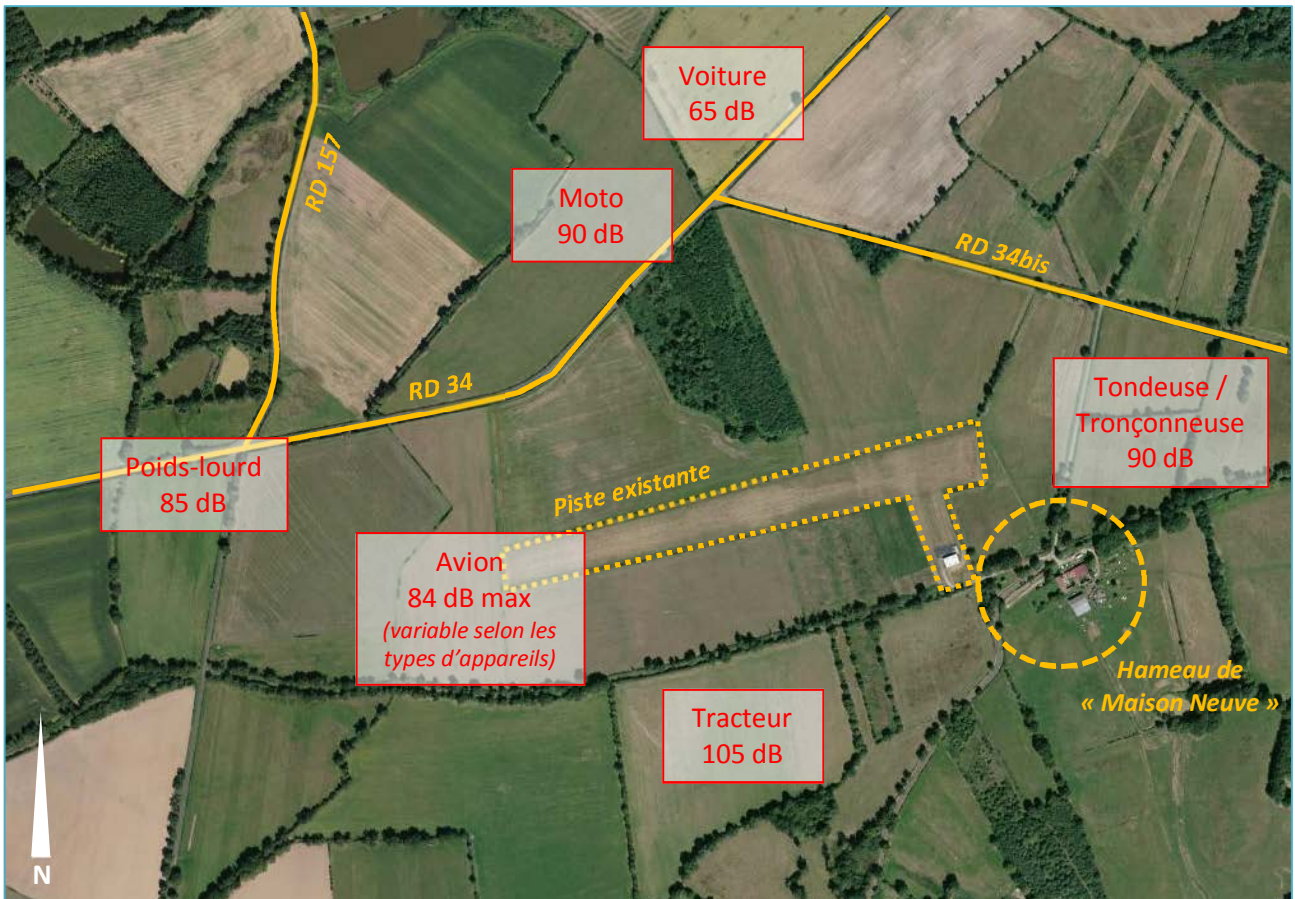 Voiture
65 dB
RD 157
Moto
90 dB
RD 34bis
RD 34
Tondeuse /
Tronçonneuse
90 dB
Poids-lourd
85 dB
Piste existante
Avion
84 dB max
(variable selon les
types d’appareils)
Hameau de
« Maison Neuve »
Tracteur
105 dB
N